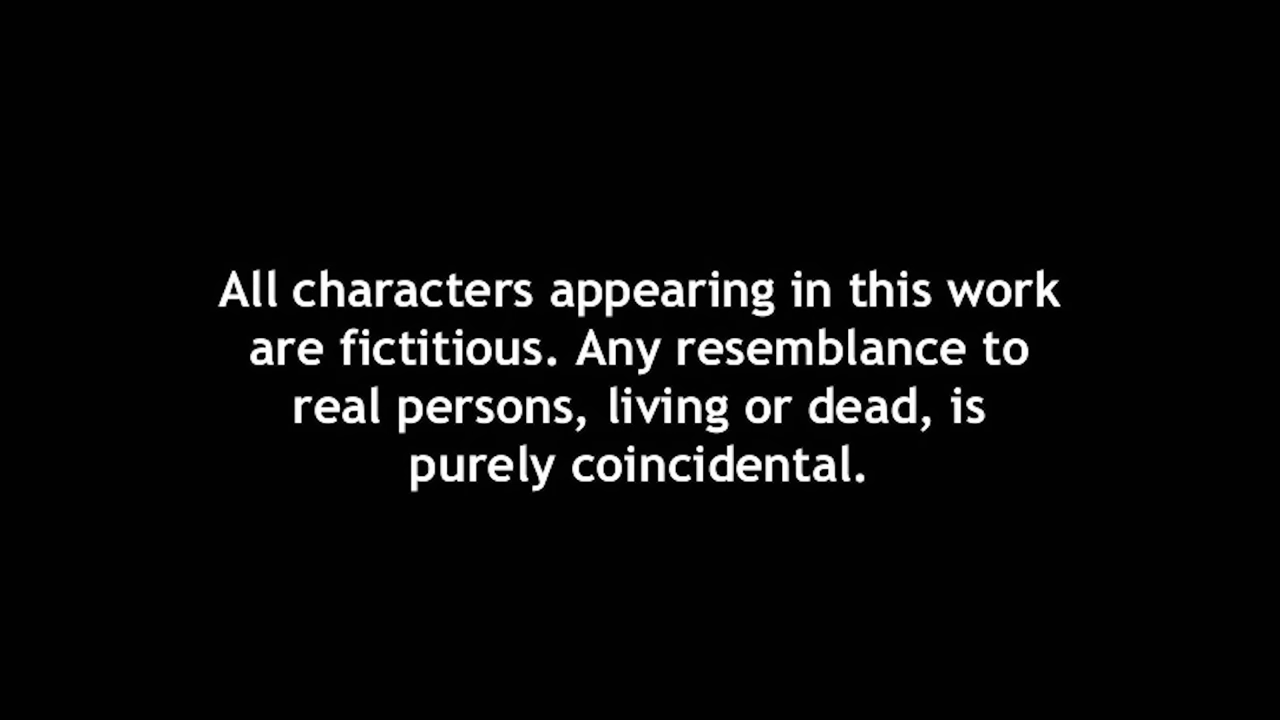 All characters appearing in this work
are fictitious. Any resemblance to
real persons, living or dead, is
purely coincidental.